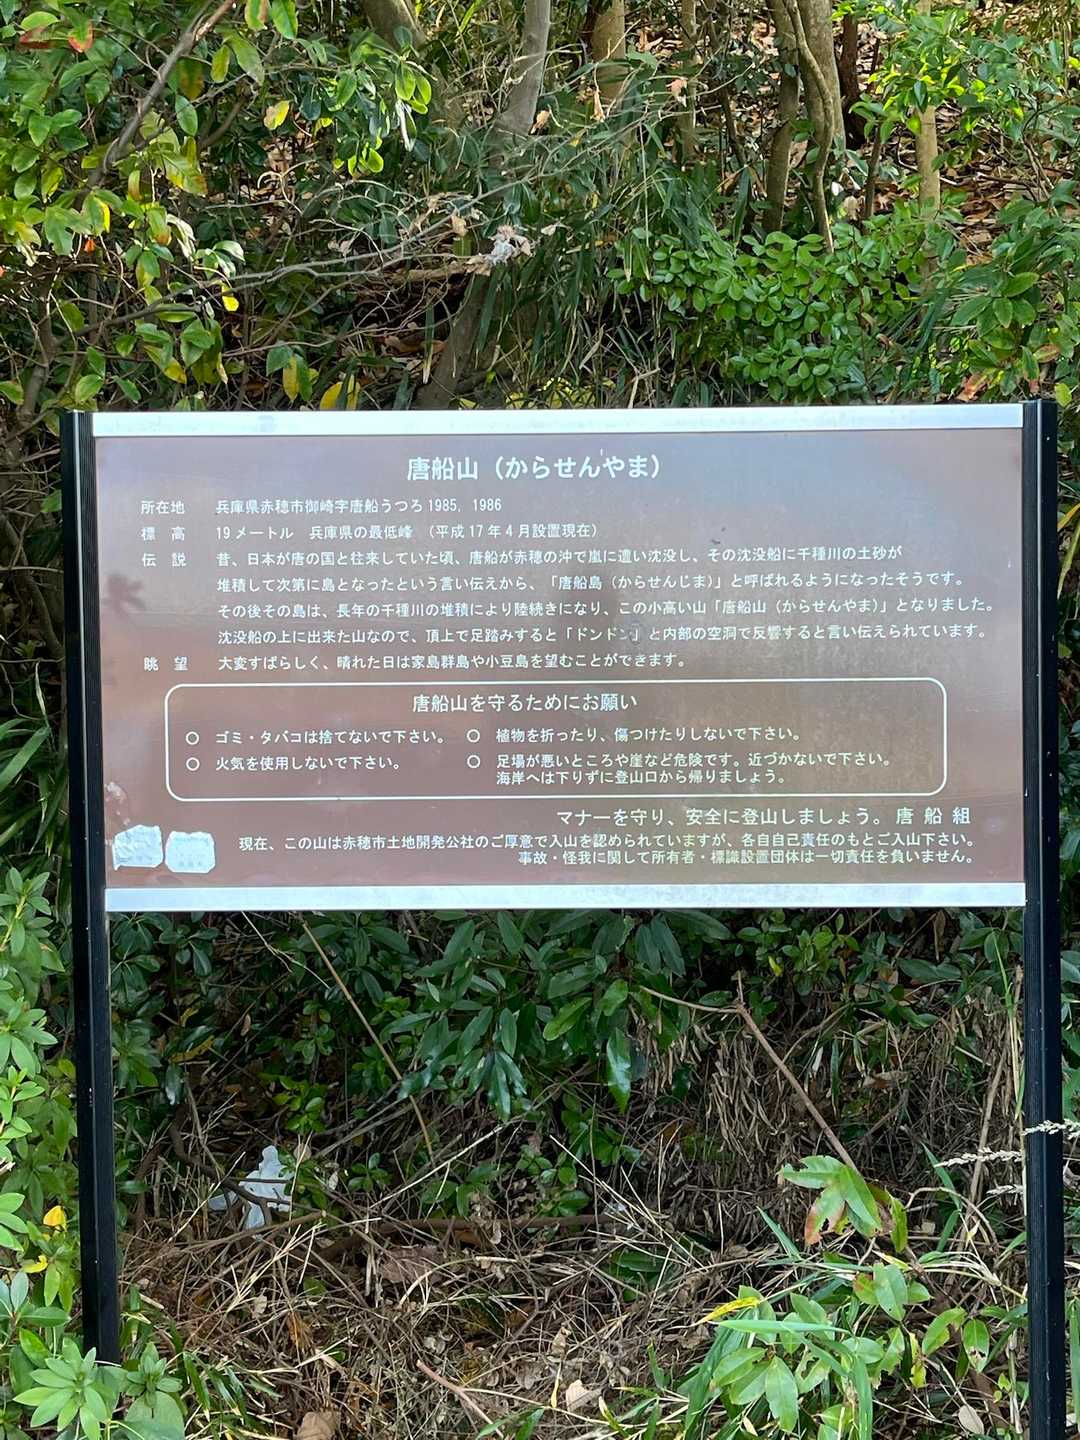 唐船山（からせんやま）
所在地　兵庫県赤穂市御崎字唐船うつろ1985, 1986
標　高　19メートル　兵庫県の最低峰　（平成17年4月設置現在）
伝　説　昔、日本が唐の国と往来していた頃、唐船が赤穂の沖で嵐に遭い沈没し、その沈没船に千種川の土砂が
堆積して次第に島となったという言い伝えから、「唐船島（からせんじま）」と呼ばれるようになったそうです。
その後その島は、長年の千種川の堆積により陸続きになり、この小高い山「唐船山（からせんやま）」となりました。
沈没船の上に出来た山なので、頂上で足踏みすると「ドンドン」と内部の空洞で反響すると言い伝えられています。
眺　望　大変すばらしく、晴れた日は家島群島や小豆島を望むことができます。
唐船山を守るためにお願い
○　ゴミ・タバコは捨てないで下さい。　○　植物を折ったり、傷つけたりしないで下さい。
○　火気を使用しないで下さい。　○　足場が悪いところや崖など危険です。近づかないで下さい。
海岸へは下りずに登山口から帰りましょう。
マナーを守り、安全に登山しましょう。唐 船 組
現在、この山は赤穂市土地開発公社のご厚意で入山を認められていますが、各自自己責任のもとご入山下さい。
事故・怪我に関して所有者・標識設置団体は一切責任を負いません。